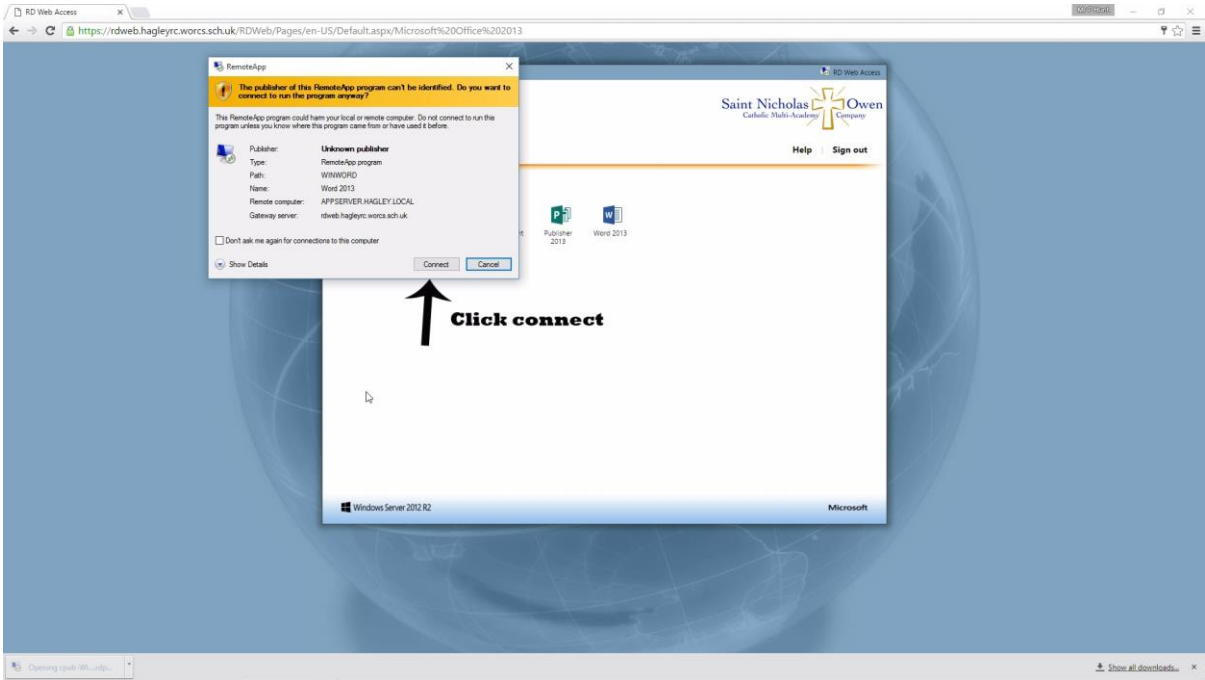 RD Web Access
https://rdweb.hagleyrc.worcs.sch.uk/RDWeb/Pages/en-US/Default.aspx/Microsoft%20Office%202013
RemoteApp
The publisher of this RemoteApp program can't be identified. Do you want to
connect to run the program anyway?
This RemoteApp program could harm your local or remote computer. Do not connect to run this
program unless you know where this program came from or have used it before.
Publisher: Unknown publisher
Type: RemoteApp program
Path: WINWORD
Name: Word 2013
Remote computer: APPSERVER.HAGLEY.LOCAL
Gateway server: rdweb.hagleyrc.worcs.sch.uk
Don't ask me again for connections to this computer
Show Details
Connect
Cancel
RD Web Access
Saint Nicholas Owen
Catholic Multi-Academy Company
Help
Sign out
Publisher
2013
Word 2013
Click connect
Windows Server 2012 R2
Microsoft
Show all downloads...